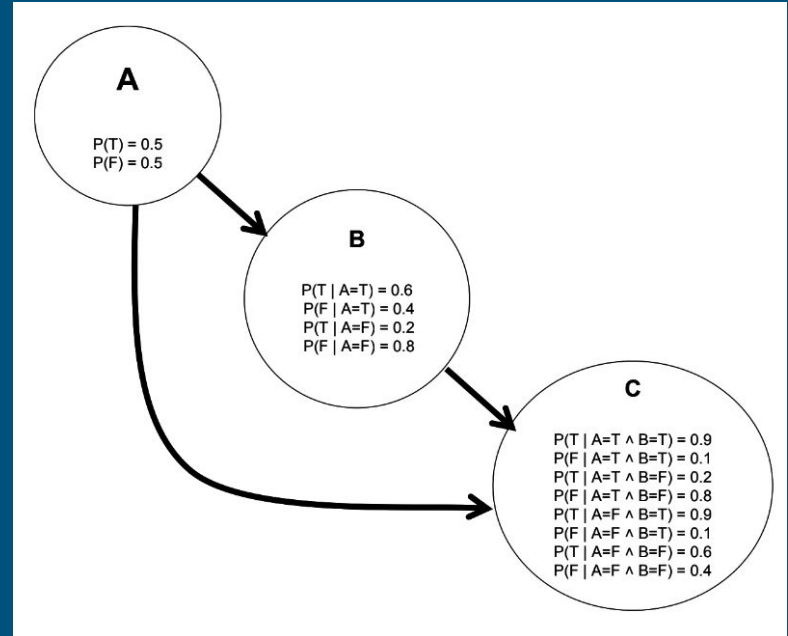 A
P(T) = 0.5
P(F) = 0.5
B
P(T | A=T) = 0.6
P(F | A=T) = 0.4
P(T | A=F) = 0.2
P(F | A=F) = 0.8
C
P(T | A=T ∧ B=T) = 0.9
P(F | A=T ∧ B=T) = 0.1
P(T | A=T ∧ B=F) = 0.2
P(F | A=T ∧ B=F) = 0.8
P(T | A=F ∧ B=T) = 0.9
P(F | A=F ∧ B=T) = 0.1
P(T | A=F ∧ B=F) = 0.6
P(F | A=F ∧ B=F) = 0.4